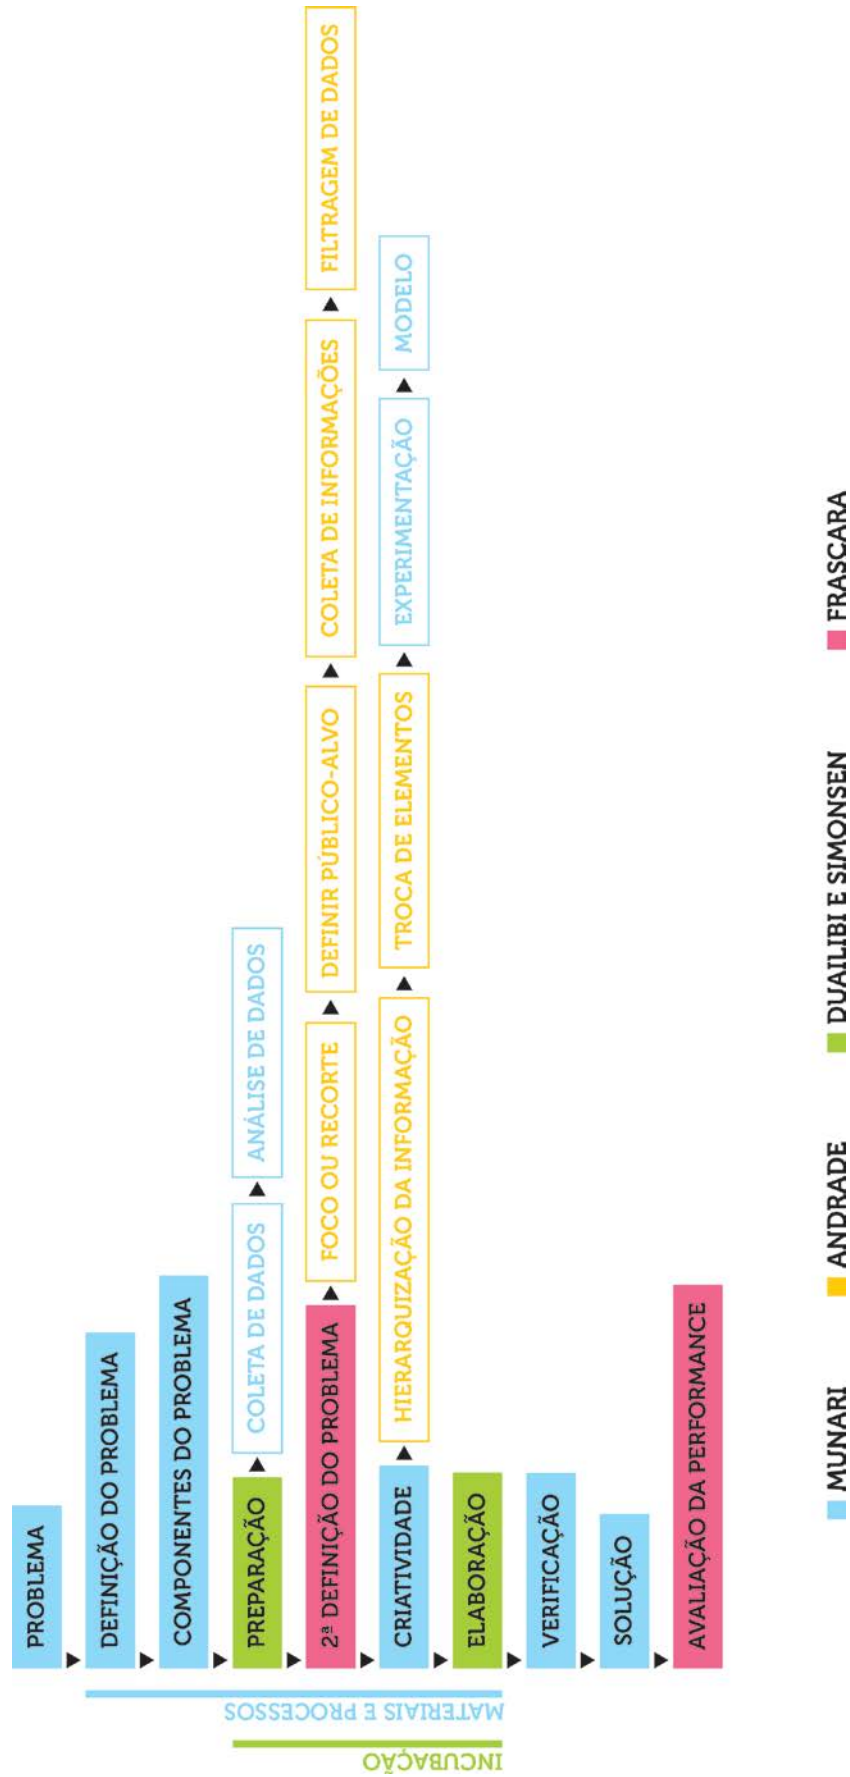 PROBLEMA
DEFINIÇÃO DO PROBLEMA
COMPONENTES DO PROBLEMA
PREPARAÇÃO
COLETA DE DADOS
ANÁLISE DE DADOS
2ª DEFINIÇÃO DO PROBLEMA
FOCO OU RECORTE
DEFINIR PÚBLICO-ALVO
COLETA DE INFORMAÇÕES
FILTRAGEM DE DADOS
CRIATIVIDADE
HIERARQUIZAÇÃO DA INFORMAÇÃO
TROCA DE ELEMENTOS
EXPERIMENTAÇÃO
MODELO
ELABORAÇÃO
VERIFICAÇÃO
SOLUÇÃO
AVALIAÇÃO DA PERFORMANCE
MATERIAIS E PROCESSOS
INCUBAÇÃO
MUNARI
ANDRADE
DUAILIBI E SIMONSEN
FRASCARA